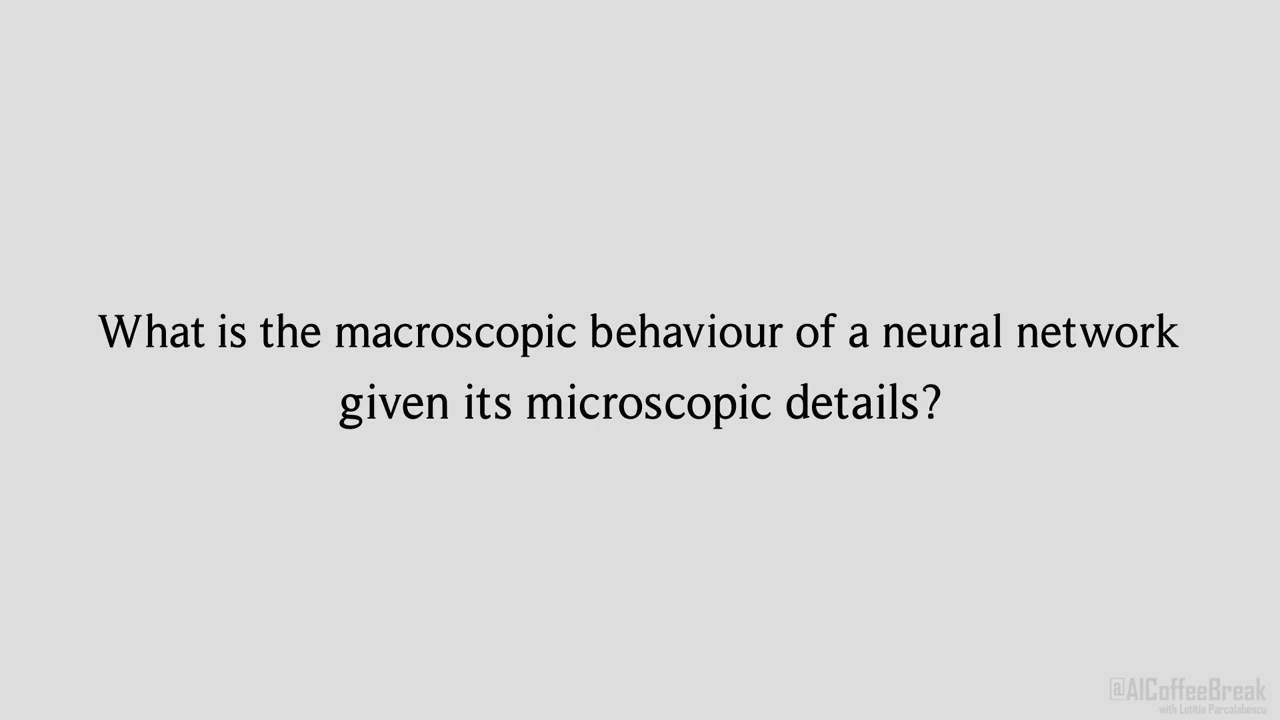 What is the macroscopic behaviour of a neural network
given its microscopic details?
@AICoffeeBreak
with Letitia Parcalabescu